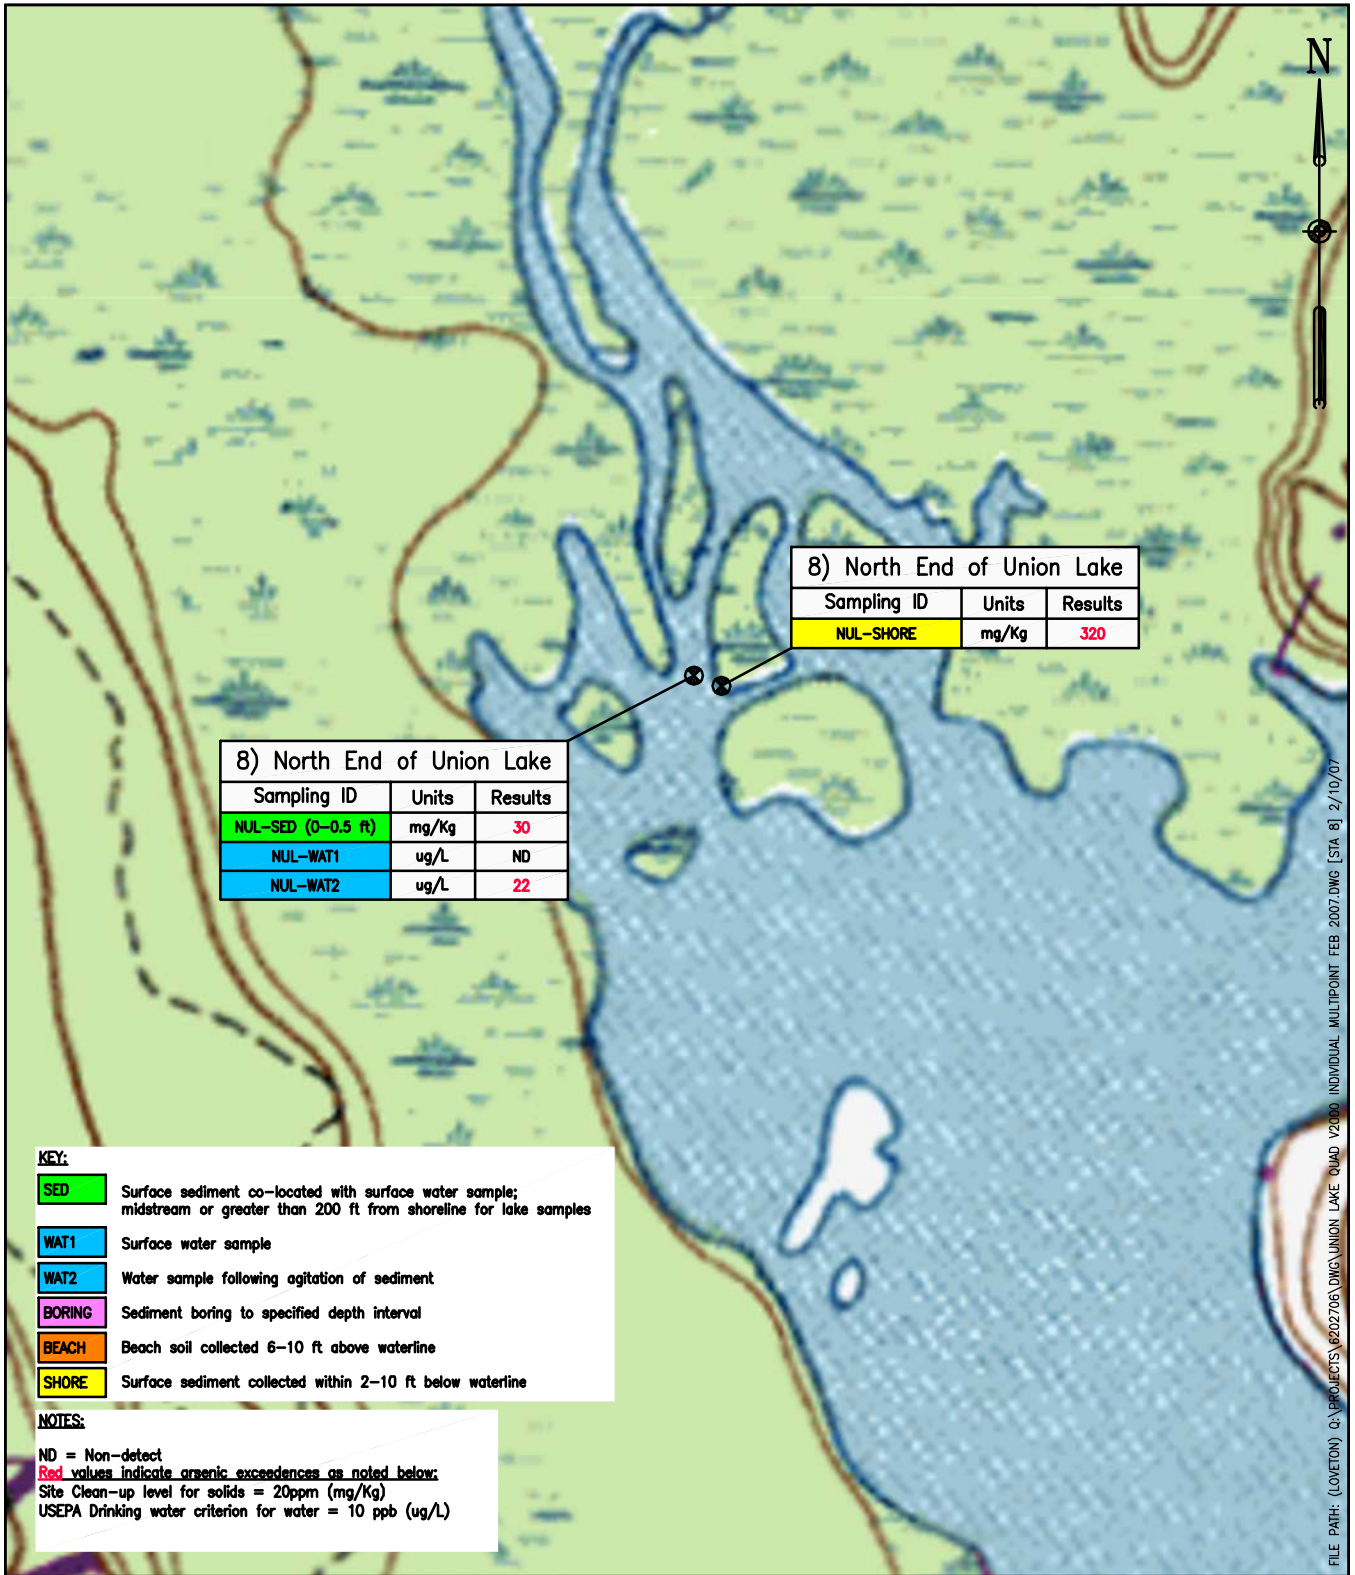 N
8) North End of Union Lake
Sampling ID Units Results
NUL-SHORE mg/Kg 320
8) North End of Union Lake
Sampling ID Units Results
NUL-SED (0-0.5 ft) mg/Kg 30
NUL-WAT1 ug/L ND
NUL-WAT2 ug/L 22
KEY:
SED Surface sediment co-located with surface water sample;
midstream or greater than 200 ft from shoreline for lake samples
WAT1 Surface water sample
WAT2 Water sample following agitation of sediment
BORING Sediment boring to specified depth interval
BEACH Beach soil collected 6-10 ft above waterline
SHORE Surface sediment collected within 2-10 ft below waterline
NOTES:
ND = Non-detect
Red values indicate arsenic exceedences as noted below:
Site Clean-up level for solids = 20ppm (mg/Kg)
USEPA Drinking water criterion for water = 10 ppb (ug/L)
FILE PATH: (LOVETON) Q:\PROJECTS\6202706\DWG\UNION LAKE QUAD V2000 INDIVIDUAL MULTIPOINT FEB 2007.DWG [STA 8] 2/10/07